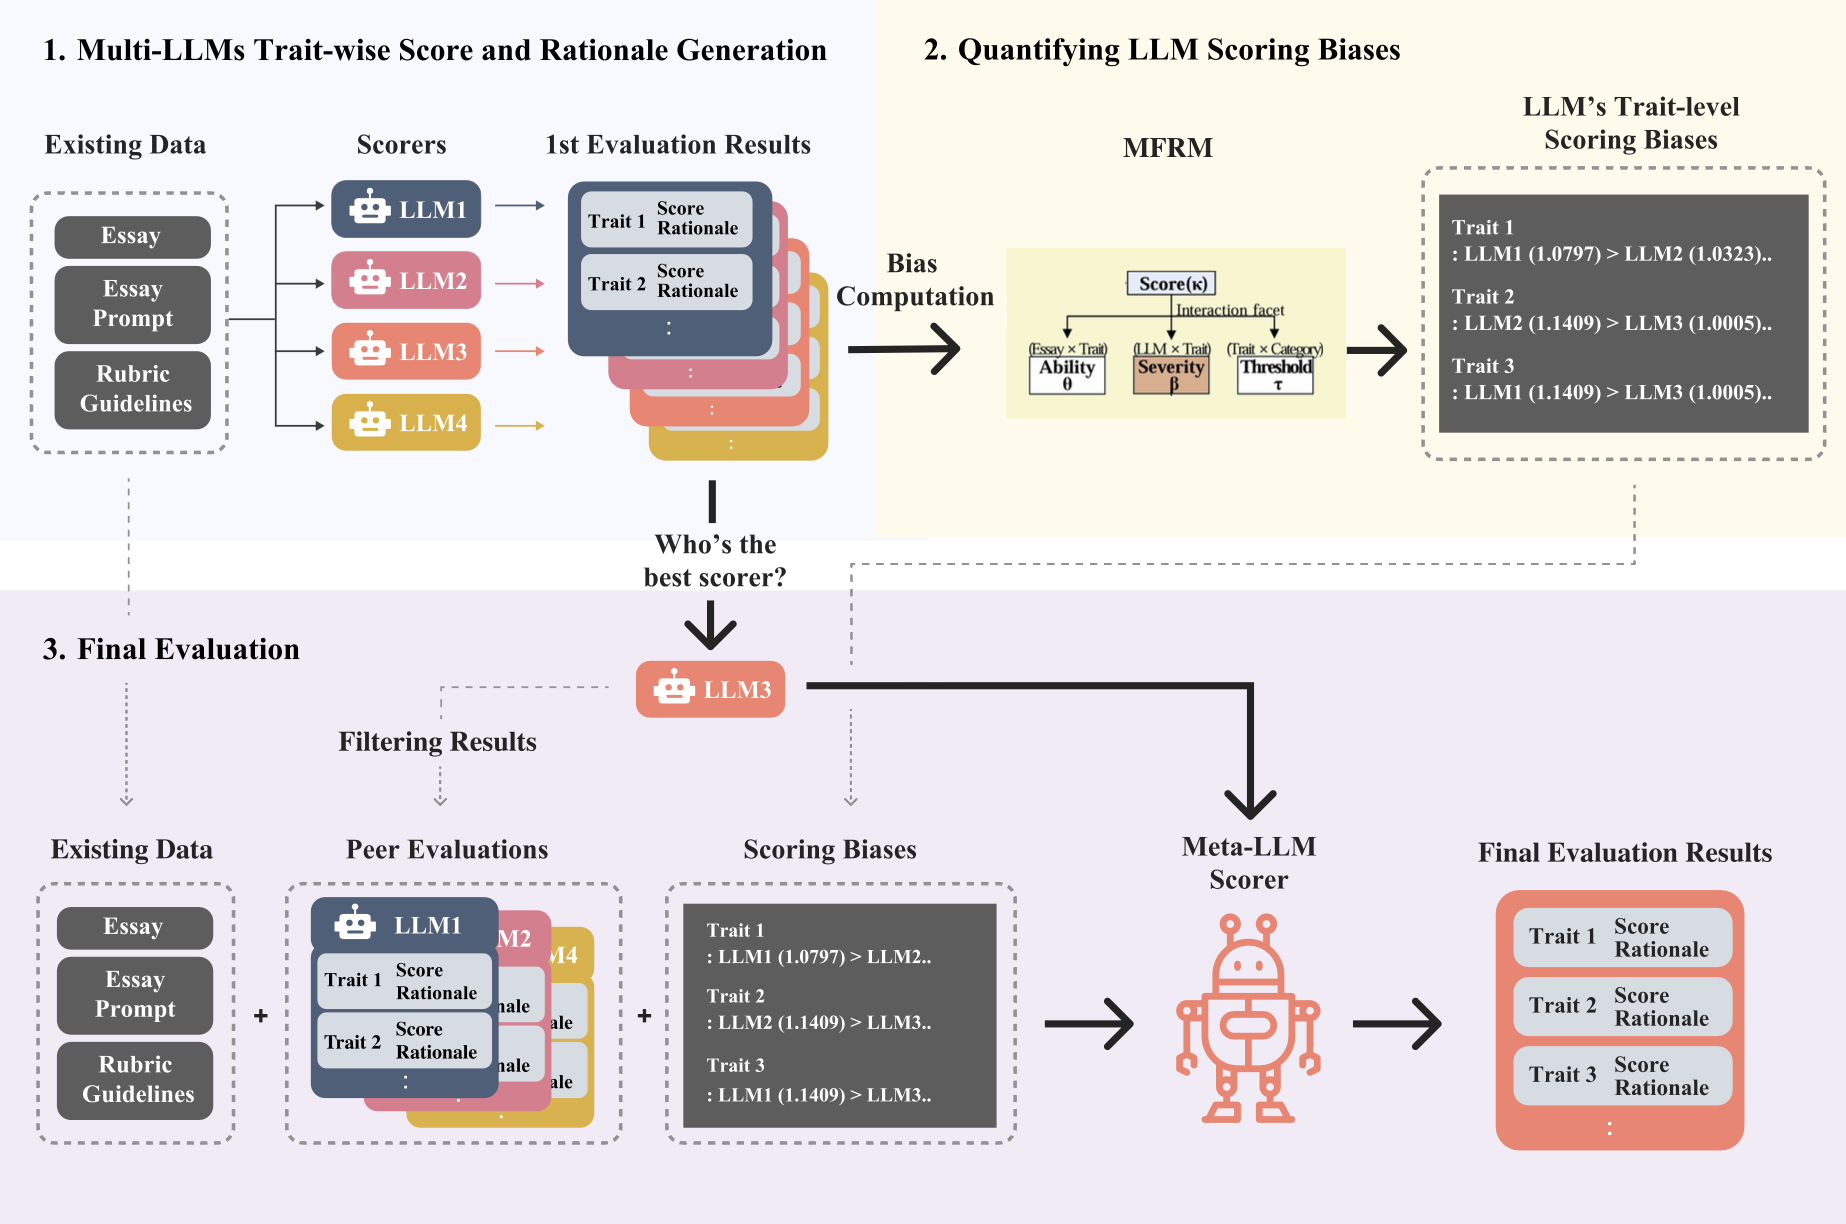 1. Multi-LLMs Trait-wise Score and Rationale Generation
Existing Data
Essay
Essay
Prompt
Rubric
Guidelines
Scorers
LLM1
LLM2
LLM3
LLM4
1st Evaluation Results
Trait 1 Score
Rationale
Trait 2 Score
Rationale
:
:
:
:
Bias
Computation
2. Quantifying LLM Scoring Biases
MFRM
Score(κ)
Interaction facet
(Essay × Trait)
Ability
θ
(LLM × Trait)
Severity
β
(Trait × Category)
Threshold
τ
LLM’s Trait-level
Scoring Biases
Trait 1
: LLM1 (1.0797) > LLM2 (1.0323)..
Trait 2
: LLM2 (1.1409) > LLM3 (1.0005)..
Trait 3
: LLM1 (1.1409) > LLM3 (1.0005)..
Who’s the
best scorer?
3. Final Evaluation
LLM3
Filtering Results
Existing Data
Essay
Essay
Prompt
Rubric
Guidelines
+
Peer Evaluations
LLM1
M2
M4
Trait 1 Score
Rationale
nale
ale
Trait 2 Score
Rationale
nale
ale
:
:
:
+
Scoring Biases
Trait 1
: LLM1 (1.0797) > LLM2..
Trait 2
: LLM2 (1.1409) > LLM3..
Trait 3
: LLM1 (1.1409) > LLM3..
Meta-LLM
Scorer
Final Evaluation Results
Trait 1 Score
Rationale
Trait 2 Score
Rationale
Trait 3 Score
Rationale
: